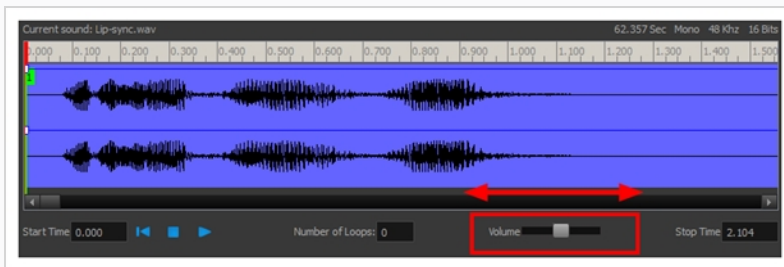 Current sound: Lip-sync.wav 62.357 Sec Mono 48 Khz 16 Bits
0.000 0.100 0.200 0.300 0.400 0.500 0.600 0.700 0.800 0.900 1.000 1.100 1.200 1.300 1.400 1.500
1
Start Time 0.000 Number of Loops: 0 Volume Stop Time 2.104